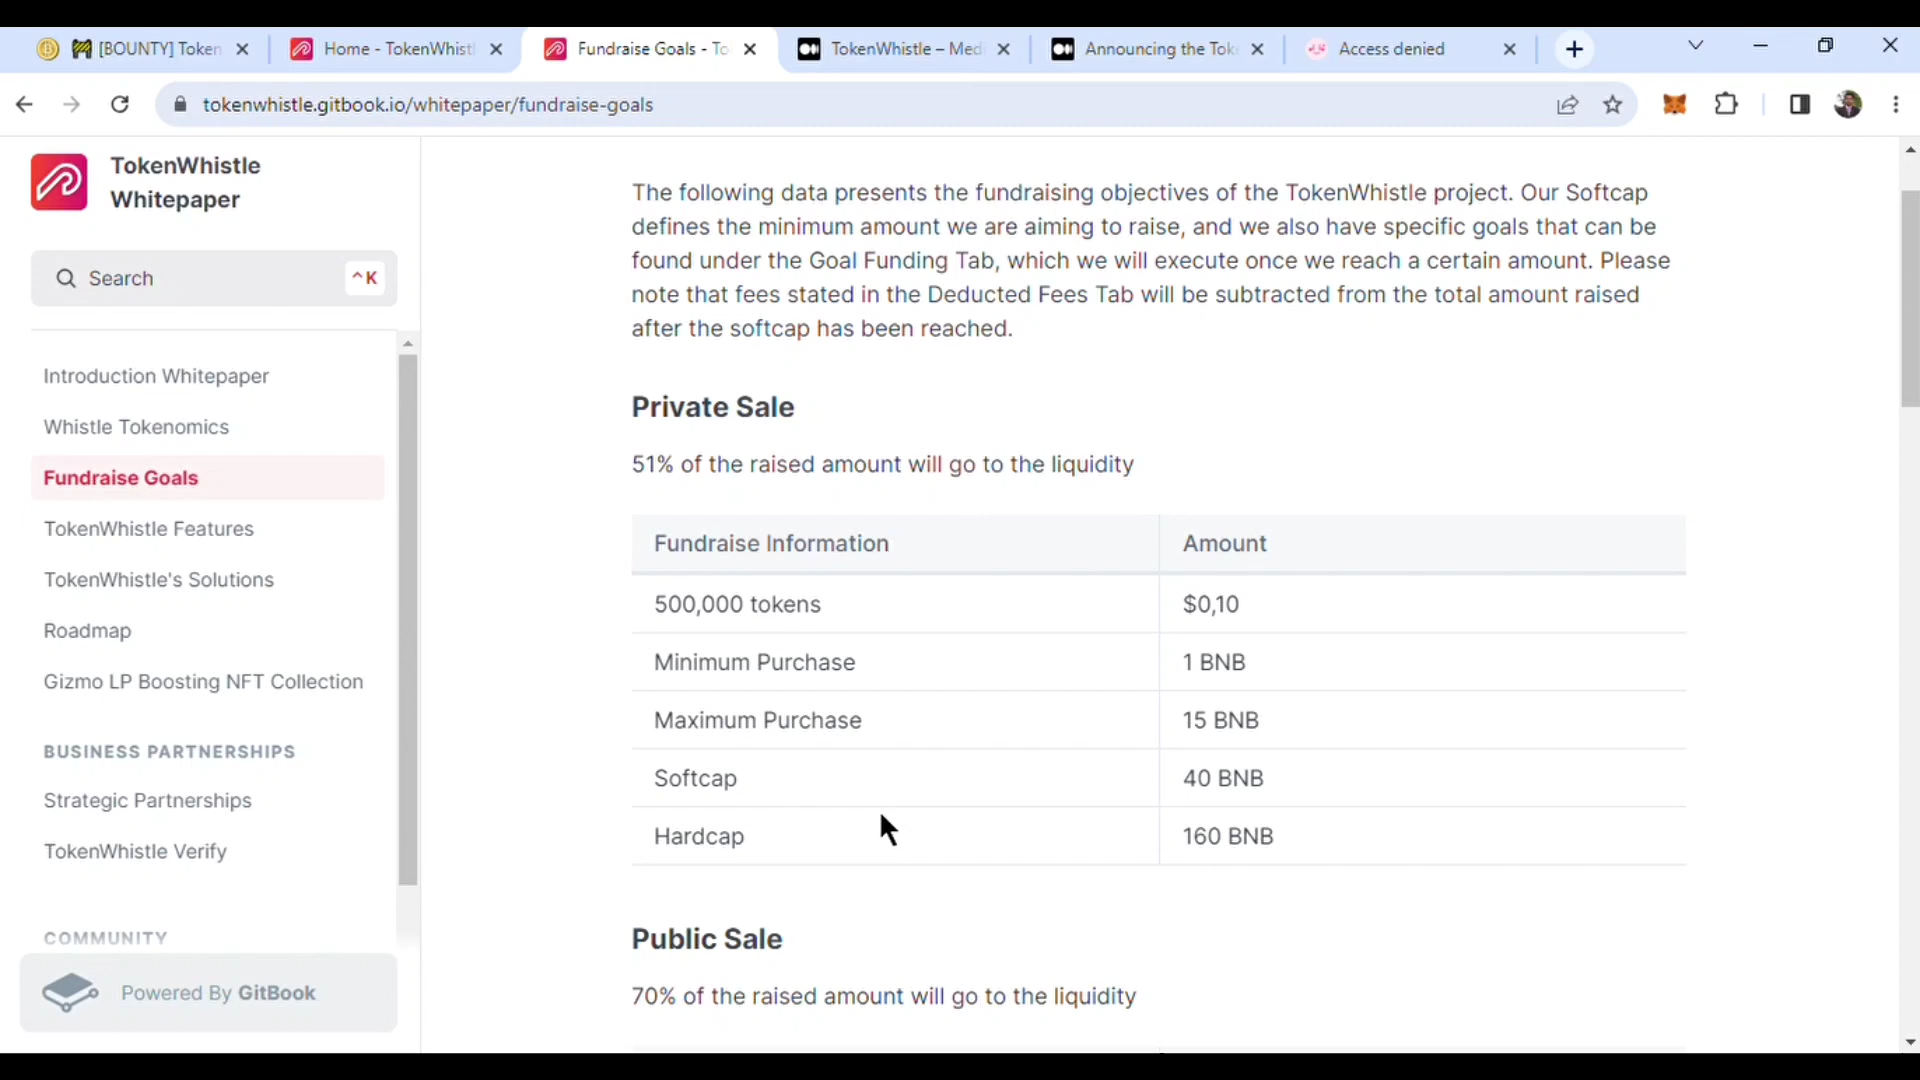 [BOUNTY] Token
Home - TokenWhistl
Fundraise Goals - To
TokenWhistle – Medi
Announcing the Tok
Access denied
tokenwhistle.gitbook.io/whitepaper/fundraise-goals
TokenWhistle
Whitepaper
Search
^K
Introduction Whitepaper
Whistle Tokenomics
Fundraise Goals
TokenWhistle Features
TokenWhistle's Solutions
Roadmap
Gizmo LP Boosting NFT Collection
BUSINESS PARTNERSHIPS
Strategic Partnerships
TokenWhistle Verify
COMMUNITY
Powered By GitBook
The following data presents the fundraising objectives of the TokenWhistle project. Our Softcap
defines the minimum amount we are aiming to raise, and we also have specific goals that can be
found under the Goal Funding Tab, which we will execute once we reach a certain amount. Please
note that fees stated in the Deducted Fees Tab will be subtracted from the total amount raised
after the softcap has been reached.
Private Sale
51% of the raised amount will go to the liquidity
Fundraise Information Amount
500,000 tokens $0,10
Minimum Purchase 1 BNB
Maximum Purchase 15 BNB
Softcap 40 BNB
Hardcap 160 BNB
Public Sale
70% of the raised amount will go to the liquidity